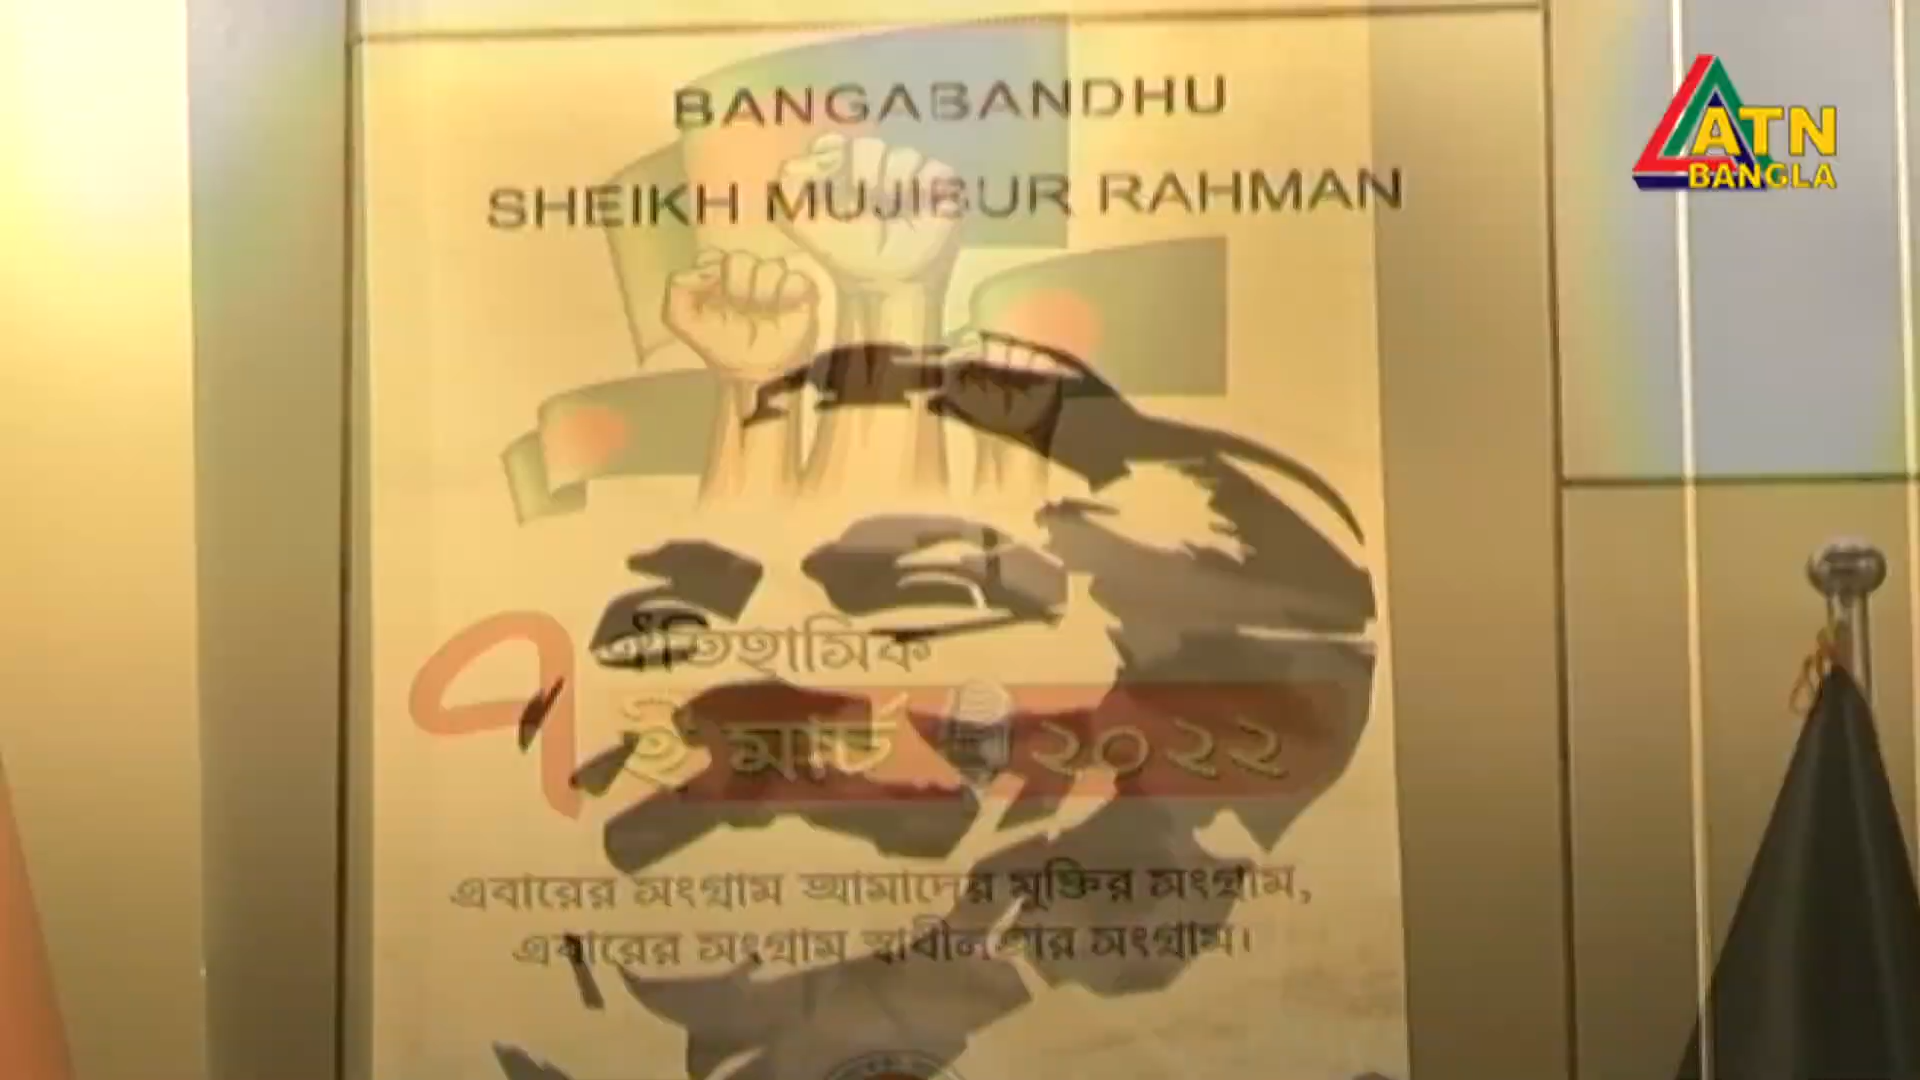 BANGABANDHU
SHEIKH MUJIBUR RAHMAN
ATN
BANGLA
ঐতিহাসিক
৭ই মার্চ ২০২২
এবারের সংগ্রাম আমাদের মুক্তির সংগ্রাম,
এবারের সংগ্রাম স্বাধীনতার সংগ্রাম।